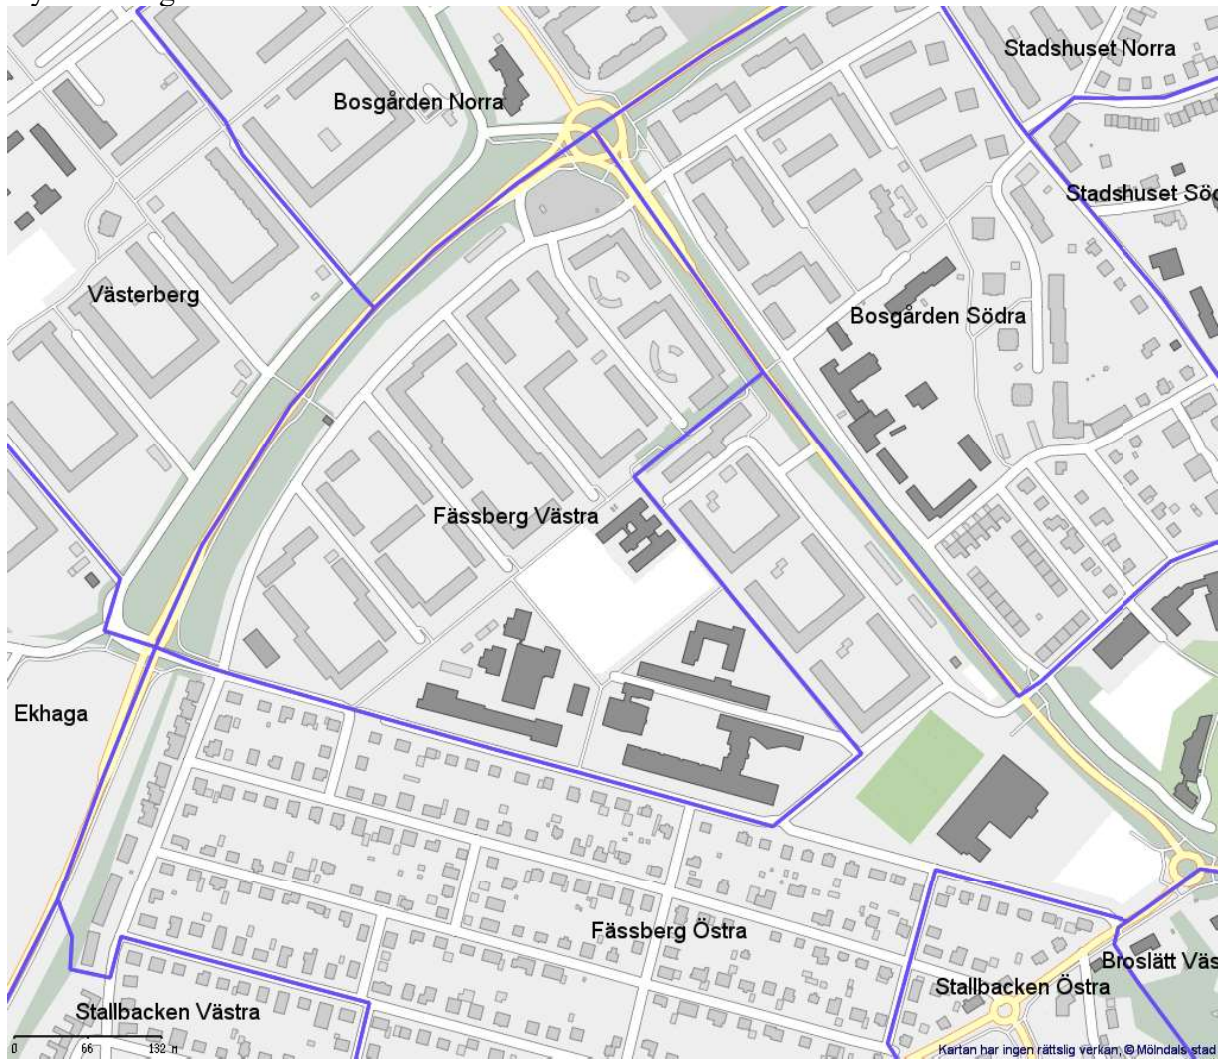 Stadshuset Norra
Bosgården Norra
Stadshuset Söd
Västerberg
Bosgården Södra
Fässberg Västra
Ekhaga
Fässberg Östra
Broslätt Väs
Stallbacken Östra
Stallbacken Västra
0 66 132 m
Kartan har ingen rättslig verkan, © Mölndals stad